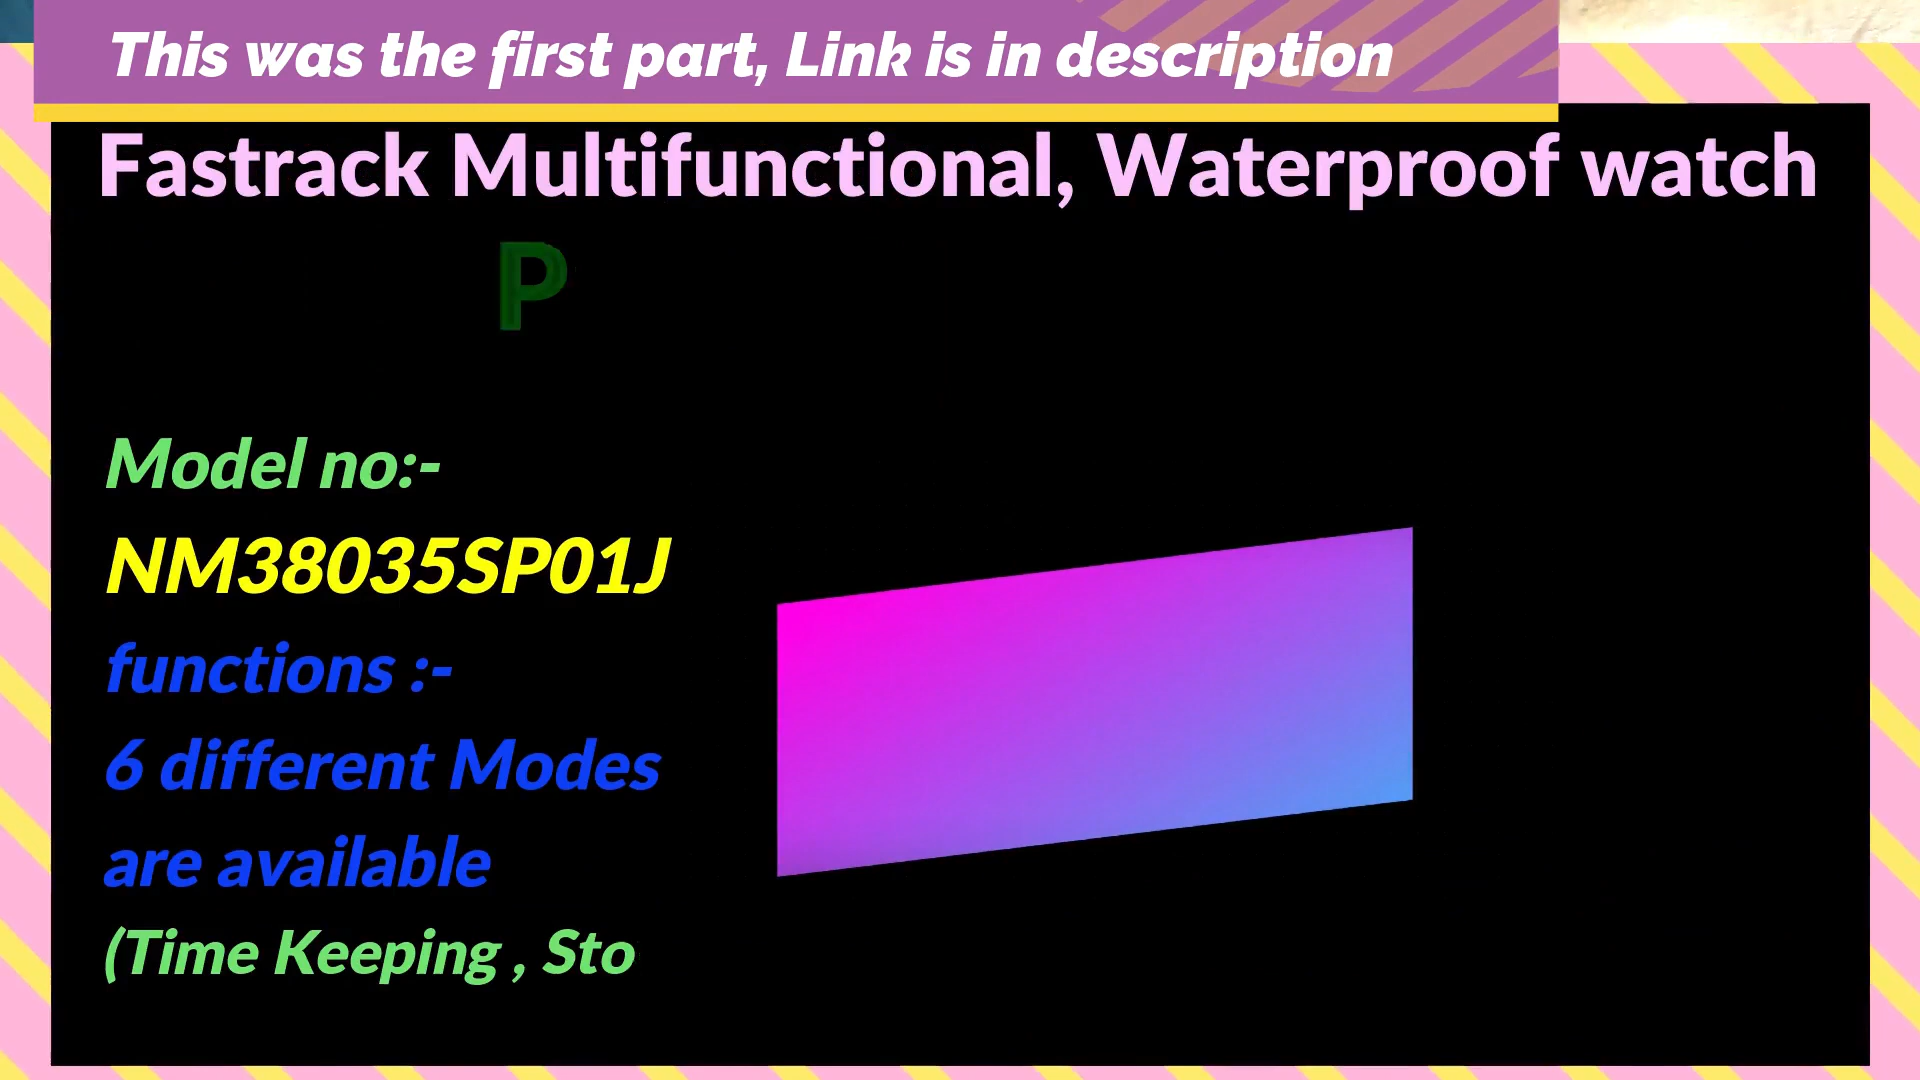 This was the first part, Link is in description
Fastrack Multifunctional, Waterproof watch
P
Model no:-
NM38035SP01J
functions :-
6 different Modes
are available
(Time Keeping , Sto